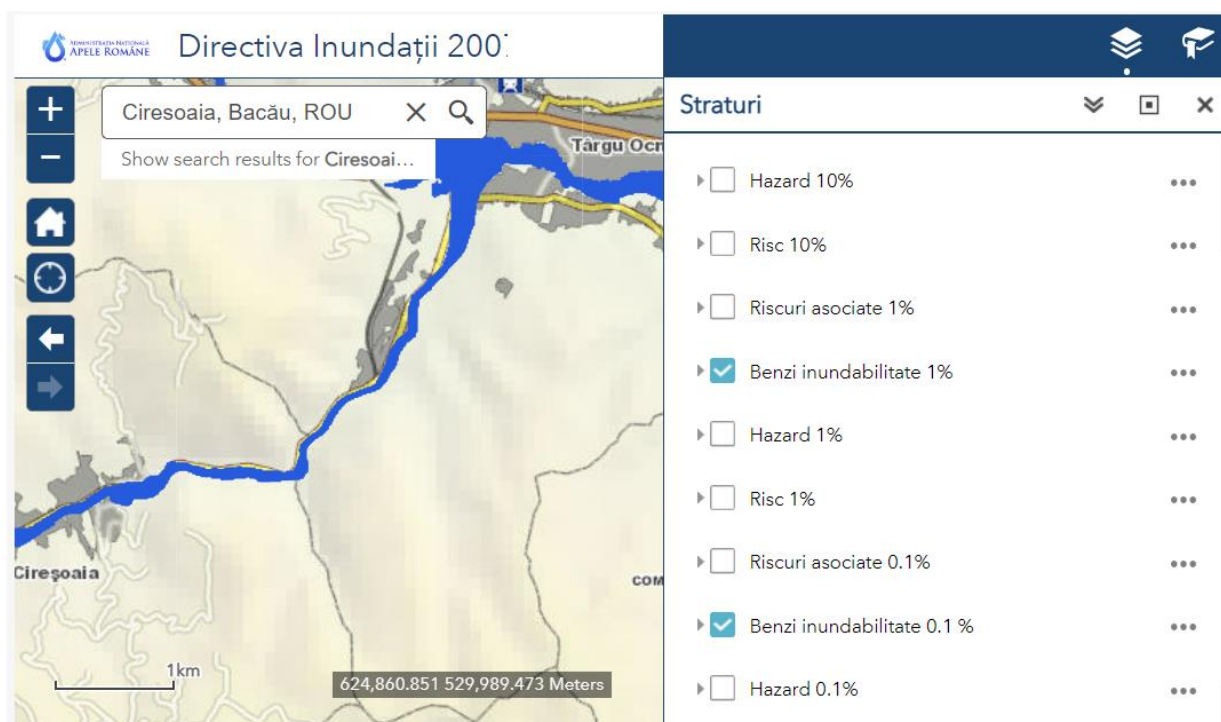 ADMINISTRAȚIA NAȚIONALĂ
APELE ROMÂNE
Directiva Inundații 2007
Ciresoaia, Bacău, ROU
Show search results for Ciresoai...
Târgu Ocn
Cireşoaia
COM
1km
624,860.851 529,989.473 Meters
Straturi
Hazard 10%
Risc 10%
Riscuri asociate 1%
Benzi inundabilitate 1%
Hazard 1%
Risc 1%
Riscuri asociate 0.1%
Benzi inundabilitate 0.1 %
Hazard 0.1%